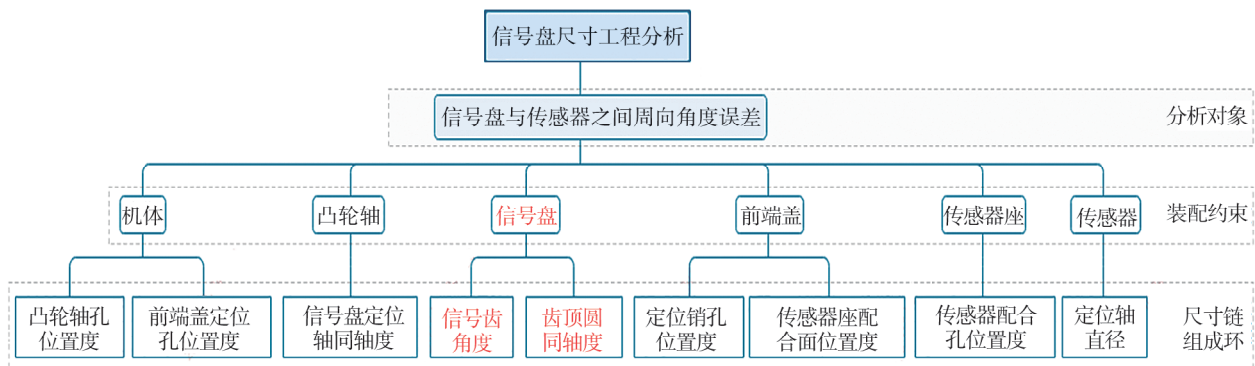 信号盘尺寸工程分析
信号盘与传感器之间周向角度误差
分析对象
机体
凸轮轴
信号盘
前端盖
传感器座
传感器
装配约束
凸轮轴孔
位置度
前端盖定位
孔位置度
信号盘定位
轴同轴度
信号齿
角度
齿顶圆
同轴度
定位销孔
位置度
传感器座配
合面位置度
传感器配合
孔位置度
定位轴
直径
尺寸链
组成环